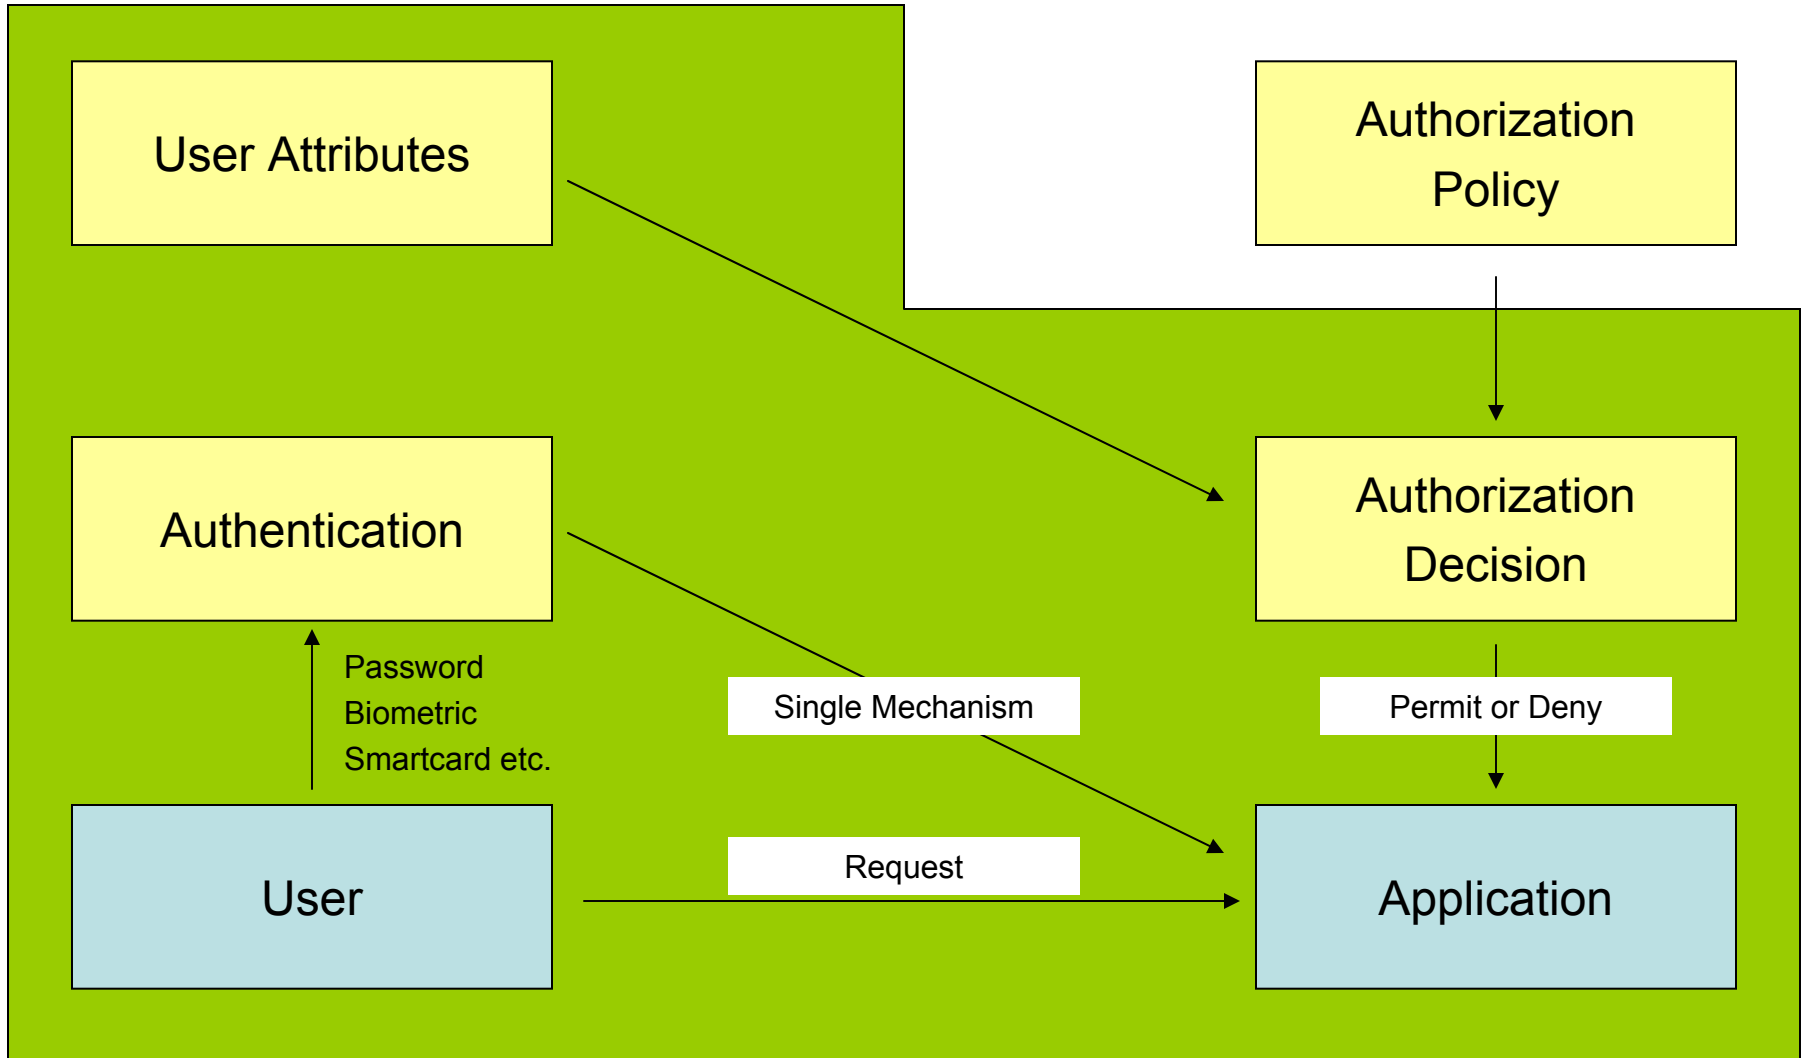 User Attributes
Authorization
Policy
Authentication
Authorization
Decision
Password
Biometric
Smartcard etc.
Single Mechanism
Permit or Deny
User
Request
Application